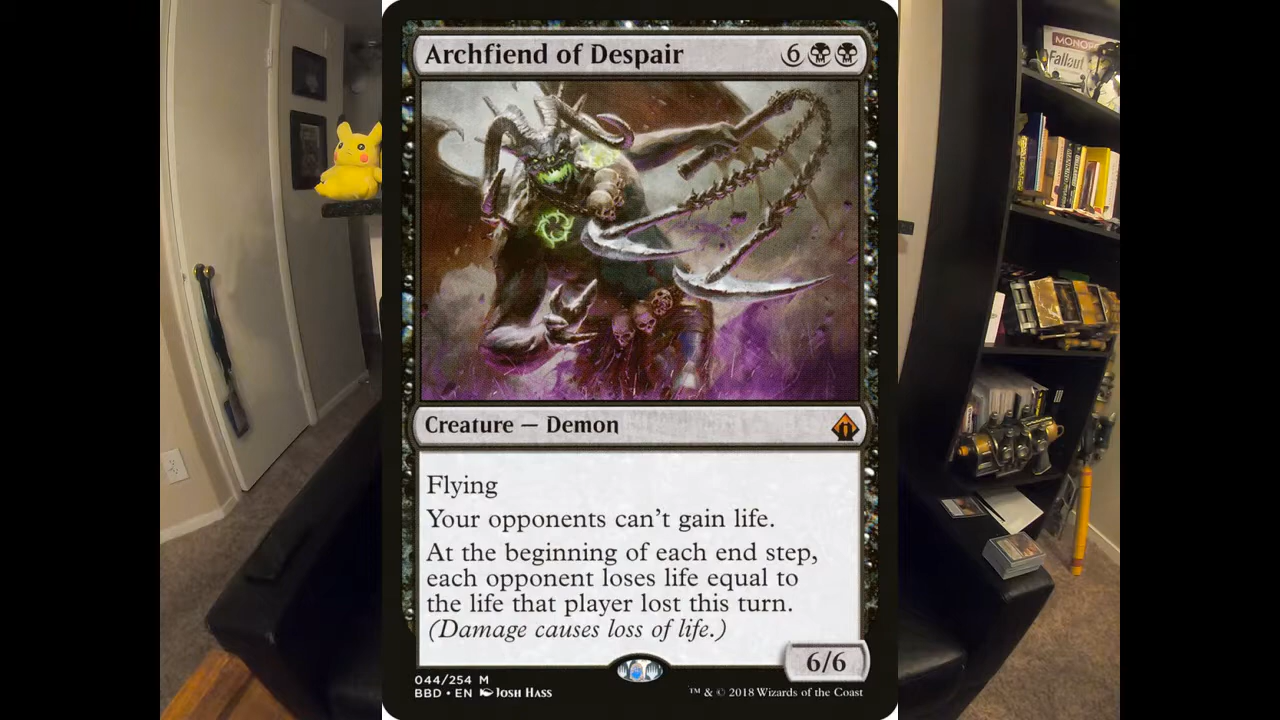 Archfiend of Despair 6
Creature — Demon
Flying
Your opponents can't gain life.
At the beginning of each end step,
each opponent loses life equal to
the life that player lost this turn.
(Damage causes loss of life.)
6/6
044/254 M
BBD • EN Josh Hass
™ & © 2018 Wizards of the Coast
MONOPOLY
Fallout